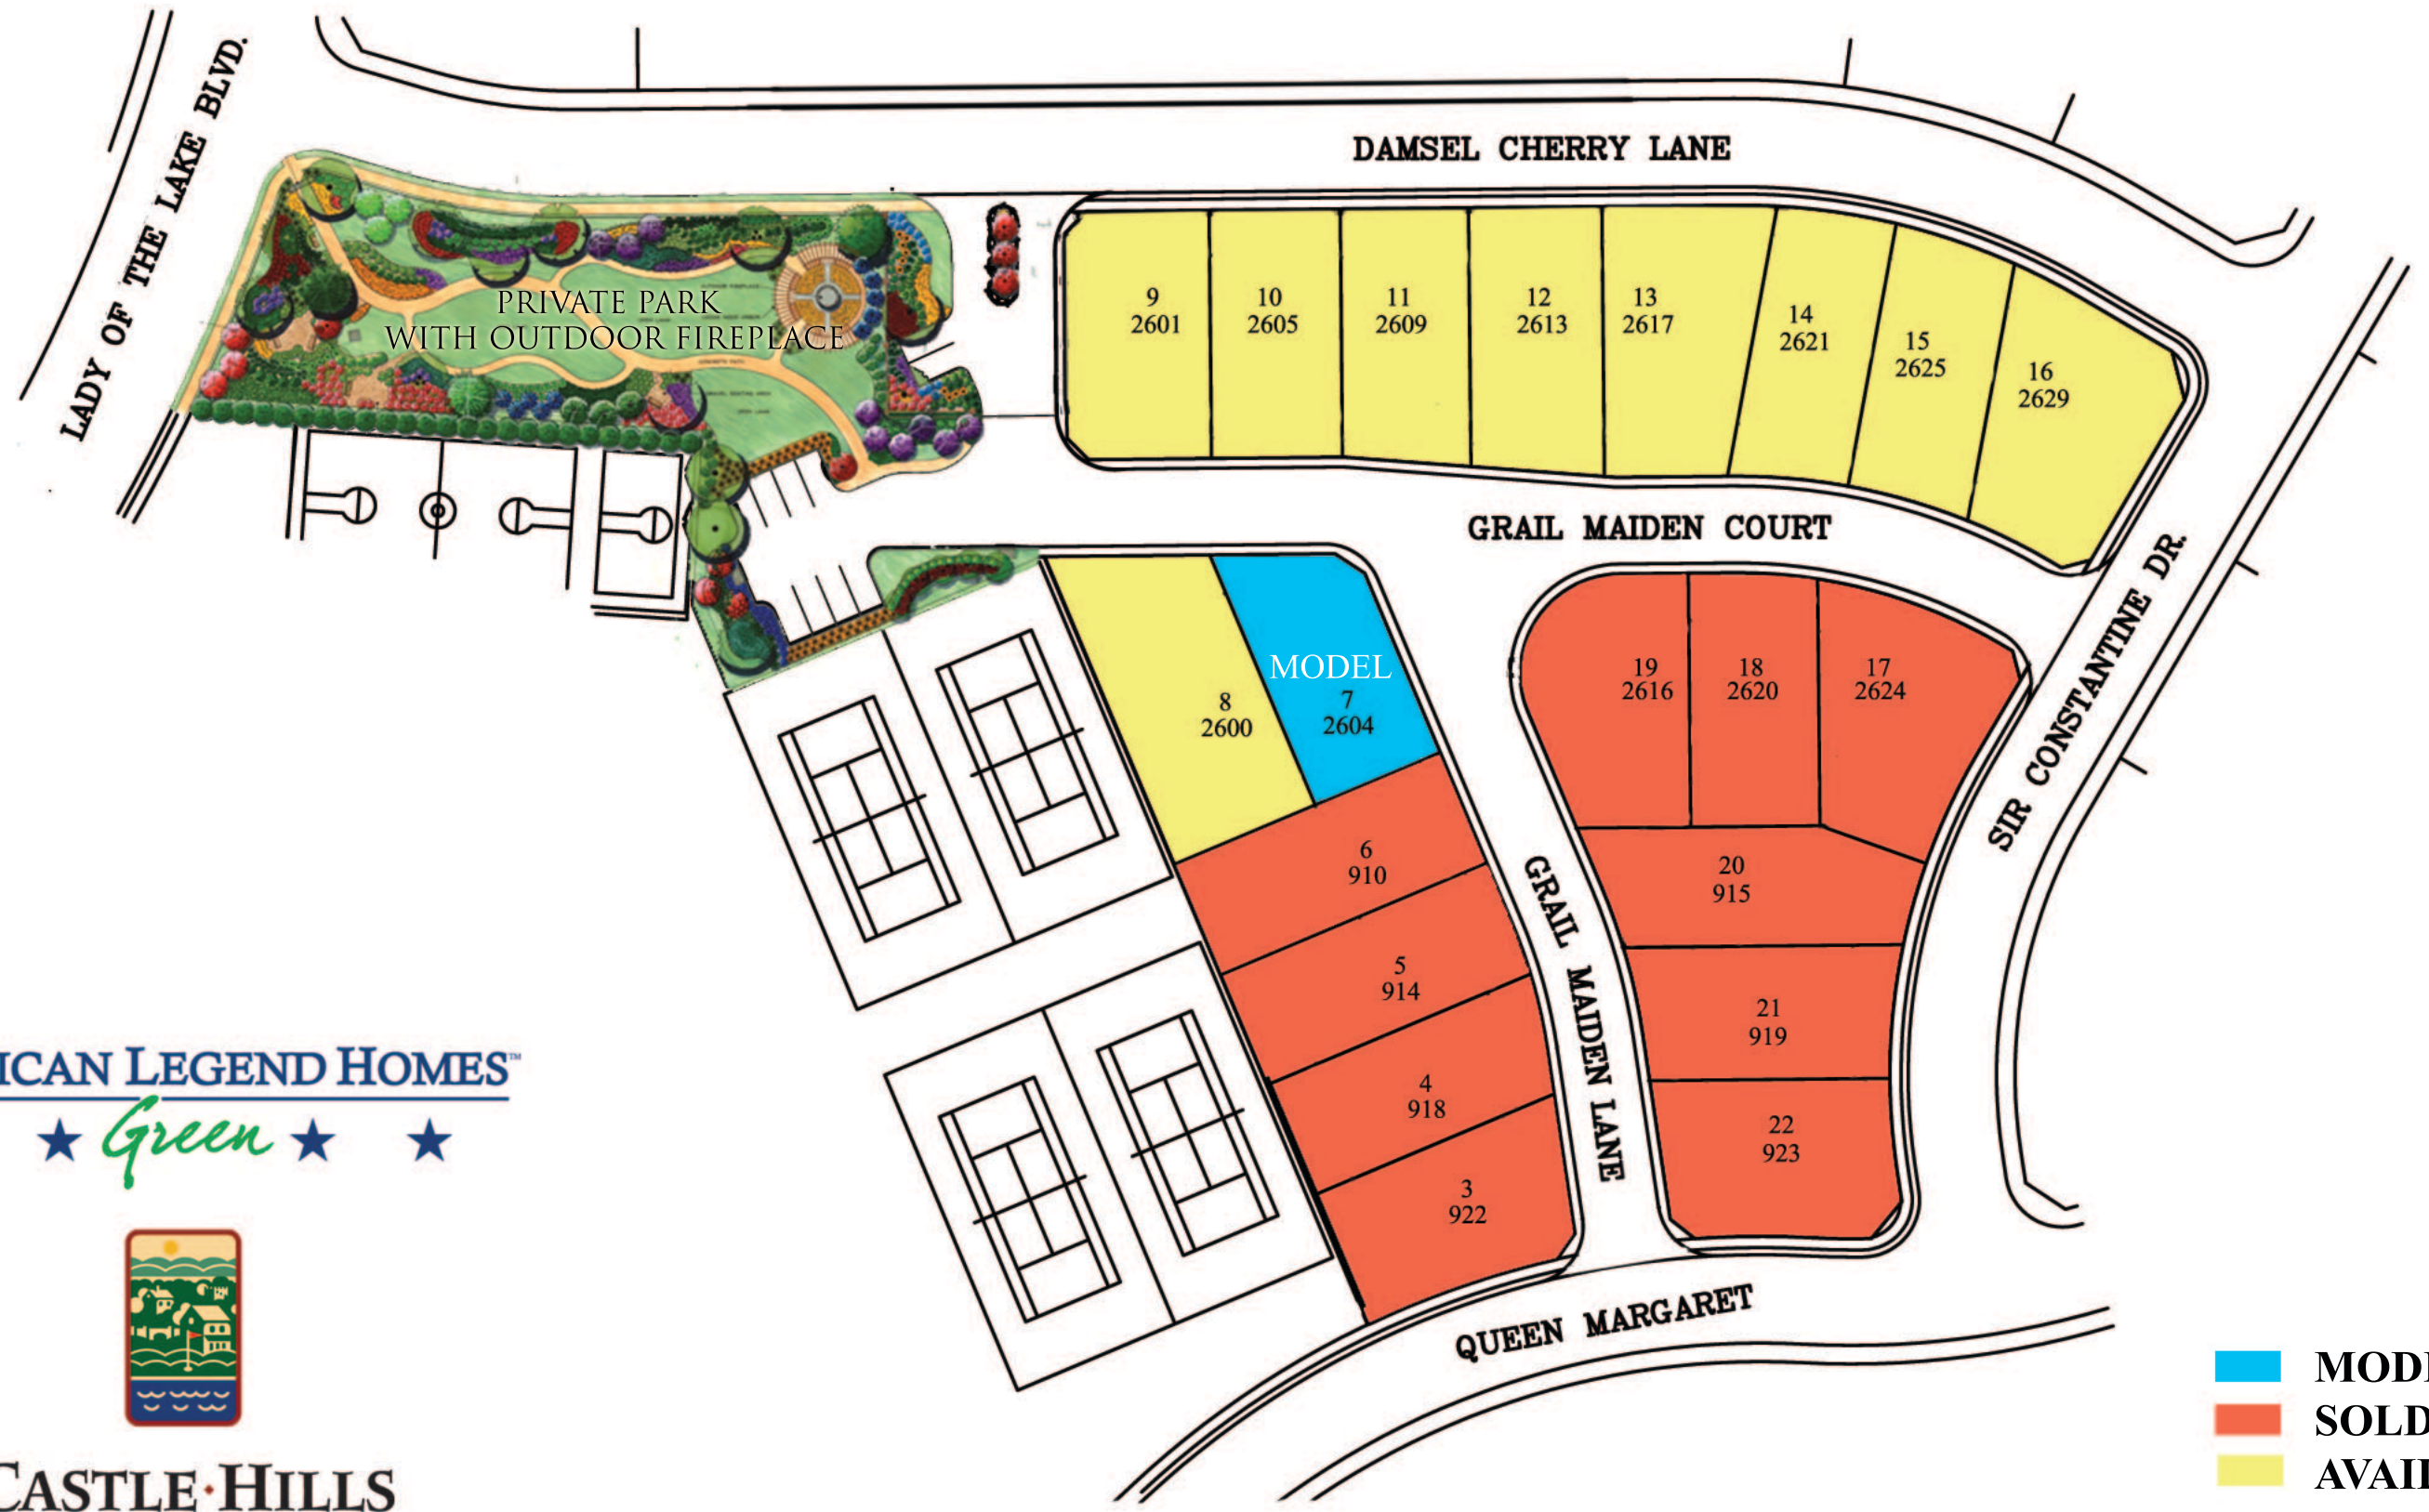 LADY OF THE LAKE BLVD.
DAMSEL CHERRY LANE
PRIVATE PARK
WITH OUTDOOR FIREPLACE
9
2601
10
2605
11
2609
12
2613
13
2617
14
2621
15
2625
16
2629
GRAIL MAIDEN COURT
SIR CONSTANTINE DR.
MODEL
7
2604
8
2600
19
2616
18
2620
17
2624
6
910
5
914
4
918
3
922
GRAIL MAIDEN LANE
20
915
21
919
22
923
QUEEN MARGARET
ICAN LEGEND HOMES™
Green
CASTLE·HILLS
MOD
SOLD
AVAI